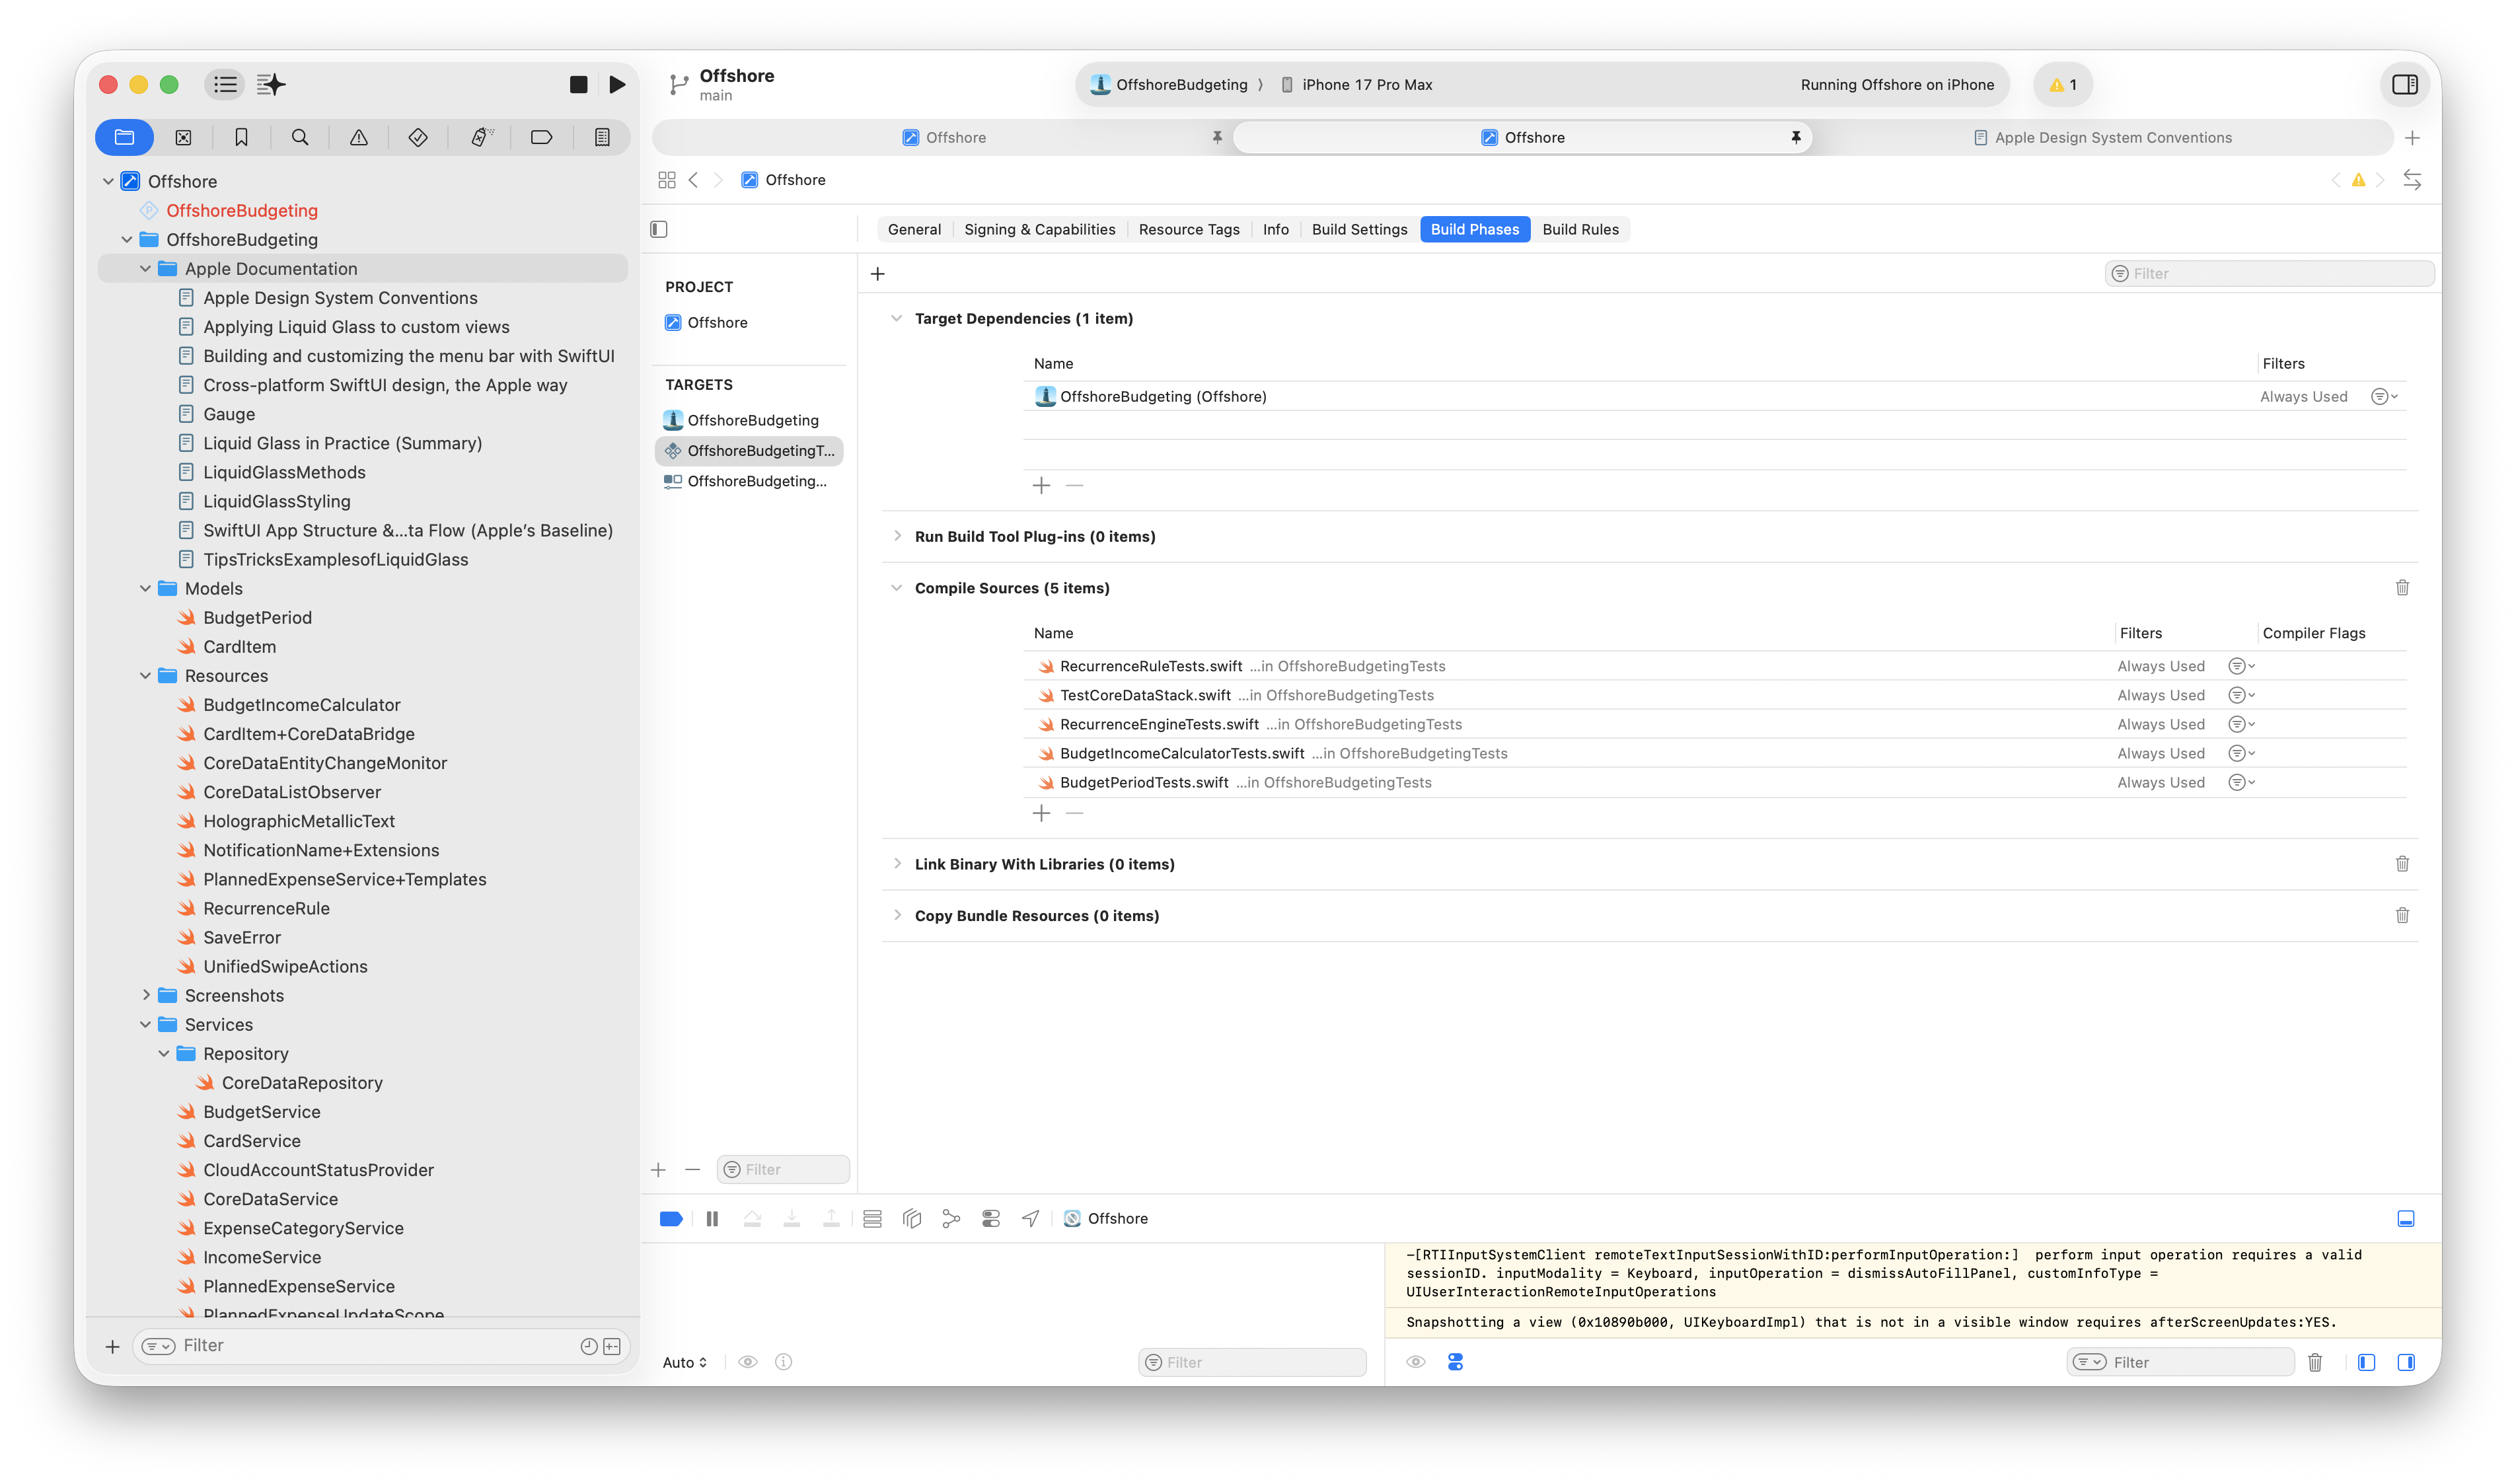 Offshore
main
OffshoreBudgeting
iPhone 17 Pro Max
Running Offshore on iPhone
1
Offshore
Offshore
Apple Design System Conventions
Offshore
Offshore
OffshoreBudgeting
OffshoreBudgeting
Apple Documentation
Apple Design System Conventions
Applying Liquid Glass to custom views
Building and customizing the menu bar with SwiftUI
Cross-platform SwiftUI design, the Apple way
Gauge
Liquid Glass in Practice (Summary)
LiquidGlassMethods
LiquidGlassStyling
SwiftUI App Structure &...ta Flow (Apple’s Baseline)
TipsTricksExamplesofLiquidGlass
Models
BudgetPeriod
CardItem
Resources
BudgetIncomeCalculator
CardItem+CoreDataBridge
CoreDataEntityChangeMonitor
CoreDataListObserver
HolographicMetallicText
NotificationName+Extensions
PlannedExpenseService+Templates
RecurrenceRule
SaveError
UnifiedSwipeActions
Screenshots
Services
Repository
CoreDataRepository
BudgetService
CardService
CloudAccountStatusProvider
CoreDataService
ExpenseCategoryService
IncomeService
PlannedExpenseService
PlannedExpenseUpdateScope
Filter
General
Signing & Capabilities
Resource Tags
Info
Build Settings
Build Phases
Build Rules
PROJECT
Offshore
TARGETS
OffshoreBudgeting
OffshoreBudgetingT...
OffshoreBudgeting...
Filter
Filter
Target Dependencies (1 item)
Name Filters
OffshoreBudgeting (Offshore) Always Used
Run Build Tool Plug-ins (0 items)
Compile Sources (5 items)
Name Filters Compiler Flags
RecurrenceRuleTests.swift ...in OffshoreBudgetingTests Always Used
TestCoreDataStack.swift ...in OffshoreBudgetingTests Always Used
RecurrenceEngineTests.swift ...in OffshoreBudgetingTests Always Used
BudgetIncomeCalculatorTests.swift ...in OffshoreBudgetingTests Always Used
BudgetPeriodTests.swift ...in OffshoreBudgetingTests Always Used
Link Binary With Libraries (0 items)
Copy Bundle Resources (0 items)
Offshore
-[RTIInputSystemClient remoteTextInputSessionWithID:performInputOperation:]  perform input operation requires a valid
sessionID. inputModality = Keyboard, inputOperation = dismissAutoFillPanel, customInfoType =
UIUserInteractionRemoteInputOperations
Snapshotting a view (0x10890b000, UIKeyboardImpl) that is not in a visible window requires afterScreenUpdates:YES.
Auto
Filter
Filter